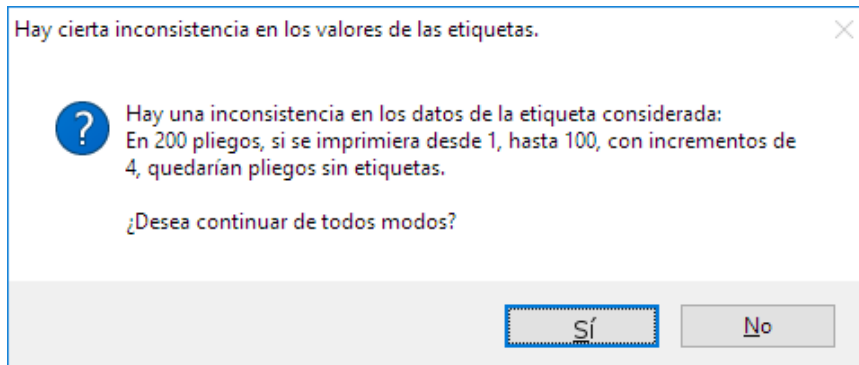 Hay cierta inconsistencia en los valores de las etiquetas.
Hay una inconsistencia en los datos de la etiqueta considerada:
En 200 pliegos, si se imprimiera desde 1, hasta 100, con incrementos de
4, quedarían pliegos sin etiquetas.
¿Desea continuar de todos modos?
Sí
No